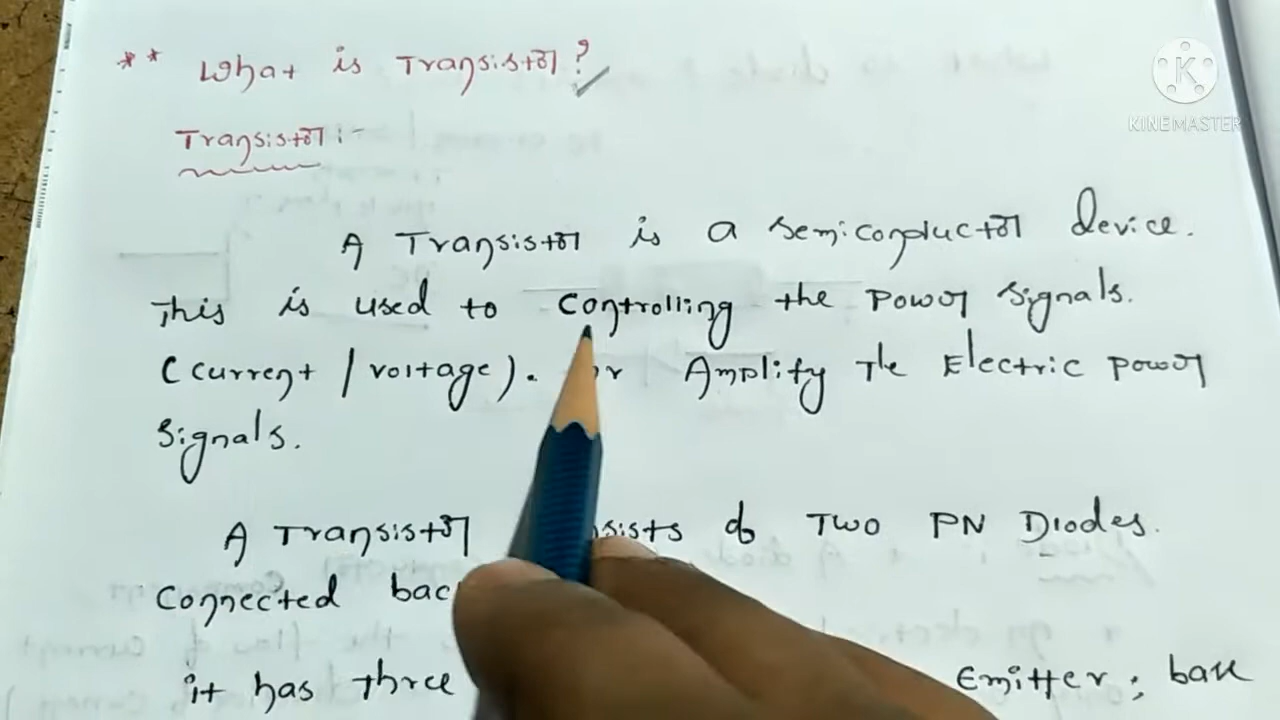 ** What is Transistor?
Transistor:-
A Transistor is a semiconductor device.
This is used to controlling the power signals.
(current / voltage). or Amplify The Electric power
signals.
A Transistor of Two PN Diodes.
Connected
it has three Emitter; base
K
KINEMASTER